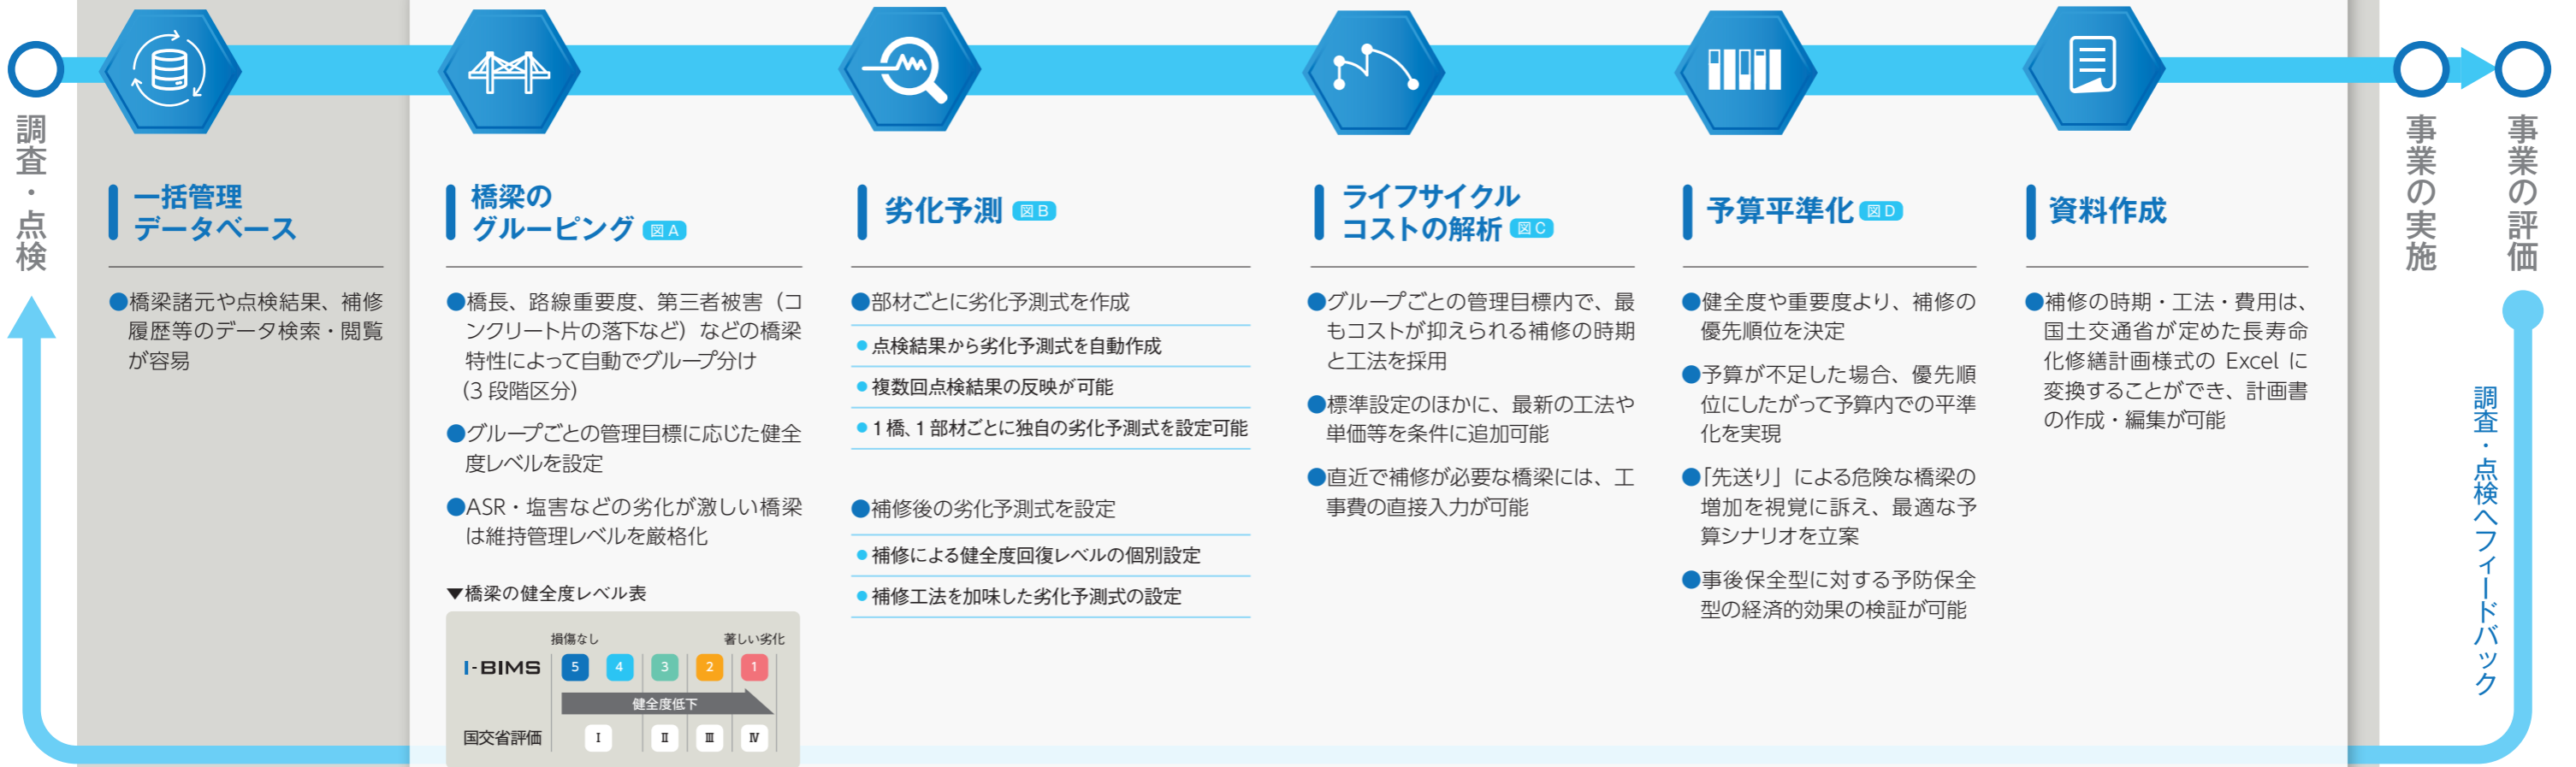 調査・点検
一括管理
データベース
●橋梁諸元や点検結果、補修
履歴等のデータ検索・閲覧
が容易
橋梁の
グルーピング 図A
●橋長、路線重要度、第三者被害（コ
ンクリート片の落下など）などの橋梁
特性によって自動でグループ分け
(3段階区分)
●グループごとの管理目標に応じた健全
度レベルを設定
●ASR・塩害などの劣化が激しい橋梁
は維持管理レベルを厳格化
▼橋梁の健全度レベル表
損傷なし 著しい劣化
I-BIMS 5 4 3 2 1
健全度低下
国交省評価 I II III IV
劣化予測 図B
●部材ごとに劣化予測式を作成
●点検結果から劣化予測式を自動作成
●複数回点検結果の反映が可能
●1橋、1部材ごとに独自の劣化予測式を設定可能
●補修後の劣化予測式を設定
●補修による健全度回復レベルの個別設定
●補修工法を加味した劣化予測式の設定
ライフサイクル
コストの解析 図C
●グループごとの管理目標内で、最
もコストが抑えられる補修の時期
と工法を採用
●標準設定のほかに、最新の工法や
単価等を条件に追加可能
●直近で補修が必要な橋梁には、工
事費の直接入力が可能
予算平準化 図D
●健全度や重要度より、補修の
優先順位を決定
●予算が不足した場合、優先順
位にしたがって予算内での平準
化を実現
●「先送り」による危険な橋梁の
増加を視覚に訴え、最適な予
算シナリオを立案
●事後保全型に対する予防保全
型の経済的効果の検証が可能
資料作成
●補修の時期・工法・費用は、
国土交通省が定めた長寿命
化修繕計画様式の Excel に
変換することができ、計画書
の作成・編集が可能
事業の実施
事業の評価
調査・点検へフィードバック